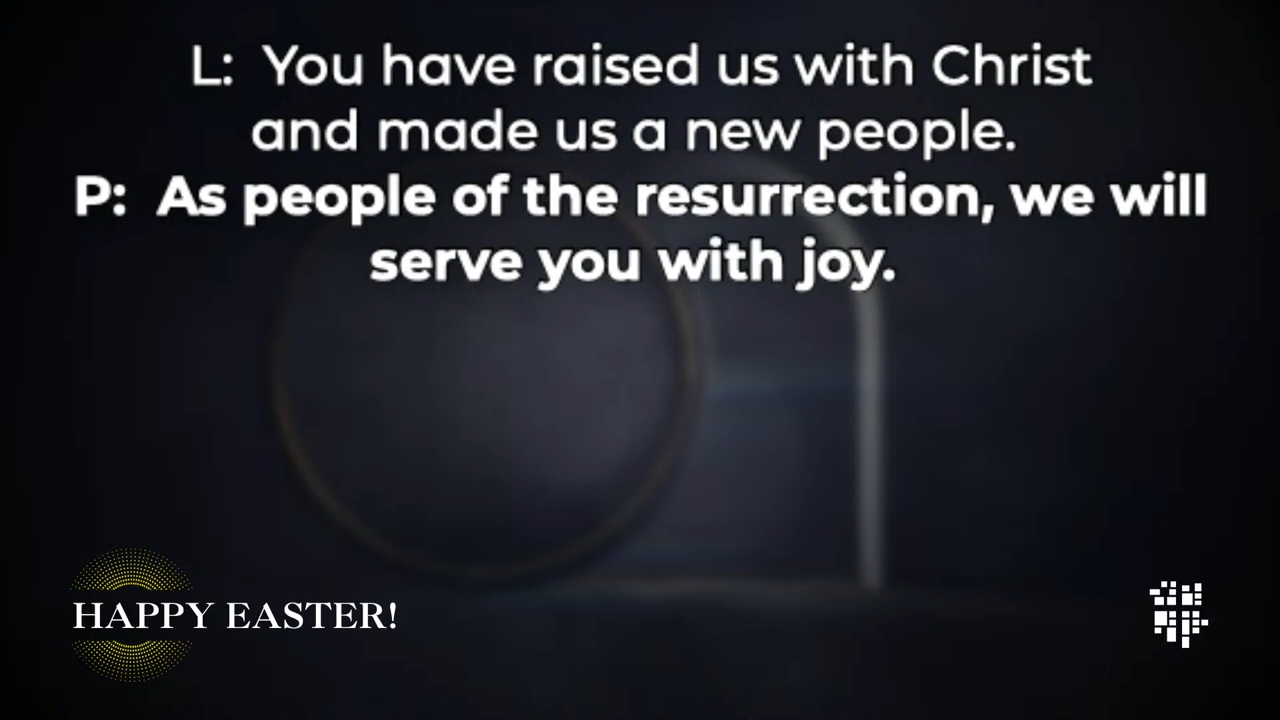 L: You have raised us with Christ
and made us a new people.
P: As people of the resurrection, we will
serve you with joy.
HAPPY EASTER!